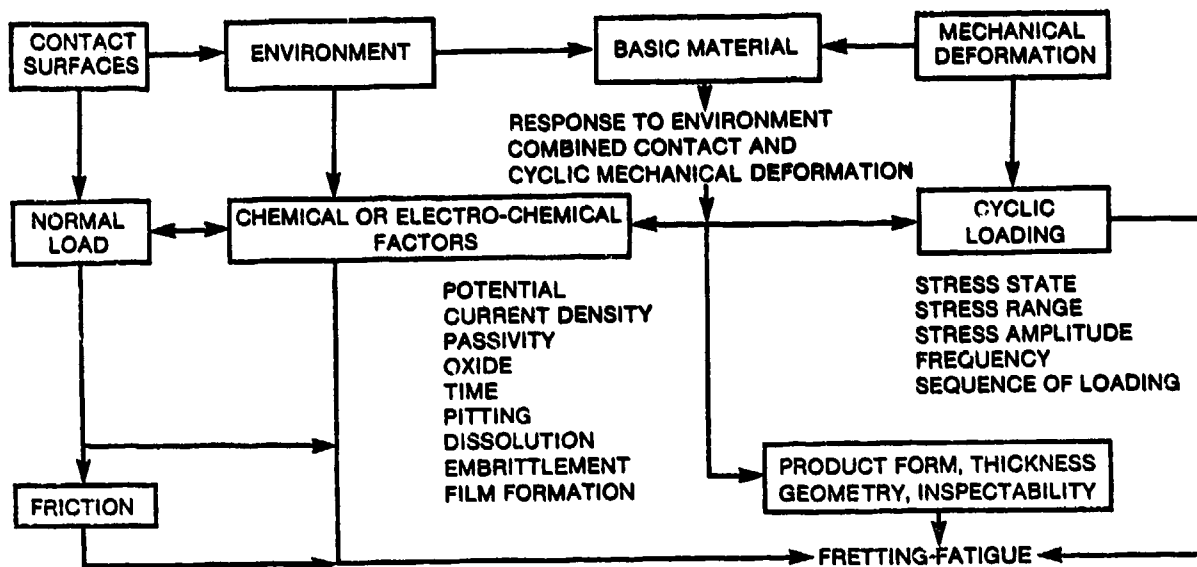 CONTACT
SURFACES
ENVIRONMENT
BASIC MATERIAL
MECHANICAL
DEFORMATION
RESPONSE TO ENVIRONMENT
COMBINED CONTACT AND
CYCLIC MECHANICAL DEFORMATION
NORMAL
LOAD
CHEMICAL OR ELECTRO-CHEMICAL
FACTORS
CYCLIC
LOADING
POTENTIAL
CURRENT DENSITY
PASSIVITY
OXIDE
TIME
PITTING
DISSOLUTION
EMBRITTLEMENT
FILM FORMATION
STRESS STATE
STRESS RANGE
STRESS AMPLITUDE
FREQUENCY
SEQUENCE OF LOADING
FRICTION
PRODUCT FORM, THICKNESS
GEOMETRY, INSPECTABILITY
FRETTING-FATIGUE